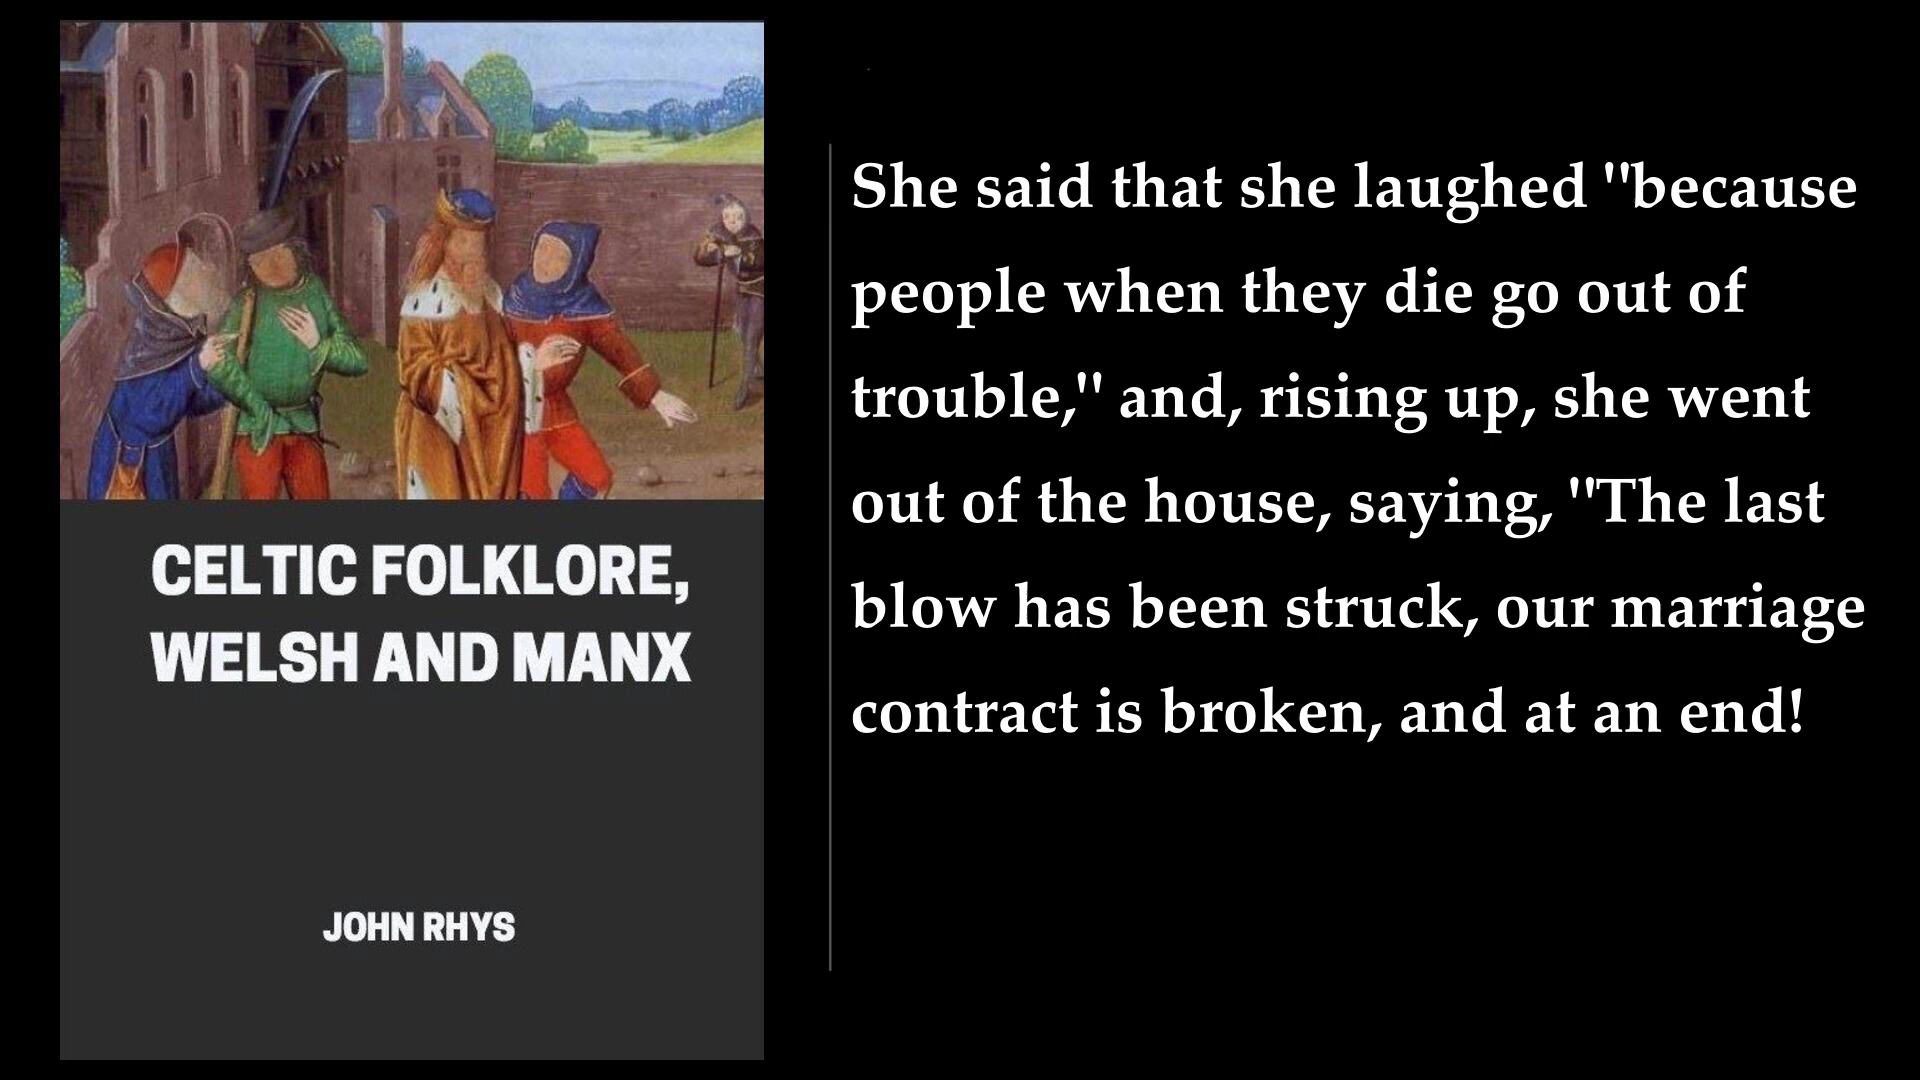 CELTIC FOLKLORE,
WELSH AND MANX
JOHN RHYS
She said that she laughed "because
people when they die go out of
trouble," and, rising up, she went
out of the house, saying, "The last
blow has been struck, our marriage
contract is broken, and at an end!